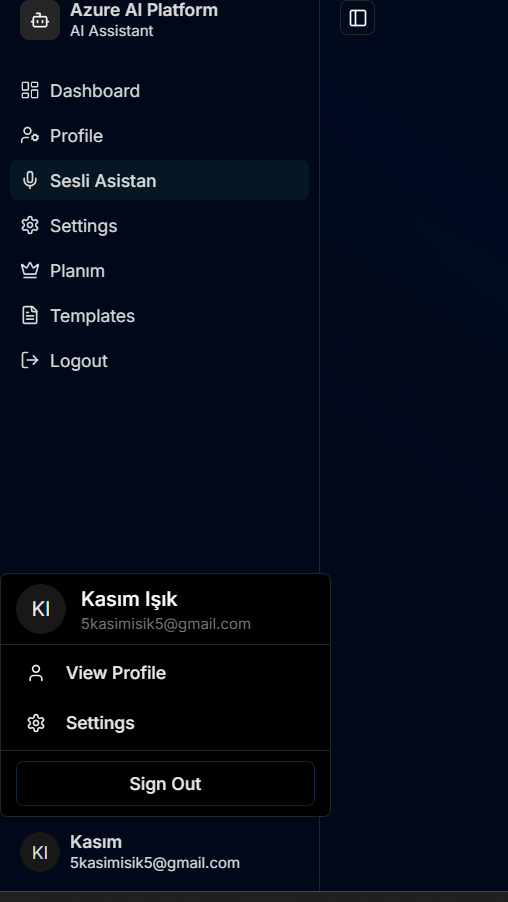 Azure AI Platform
AI Assistant
Dashboard
Profile
Sesli Asistan
Settings
Planım
Templates
Logout
KI
Kasım Işık
5kasimisik5@gmail.com
View Profile
Settings
Sign Out
KI
Kasım
5kasimisik5@gmail.com